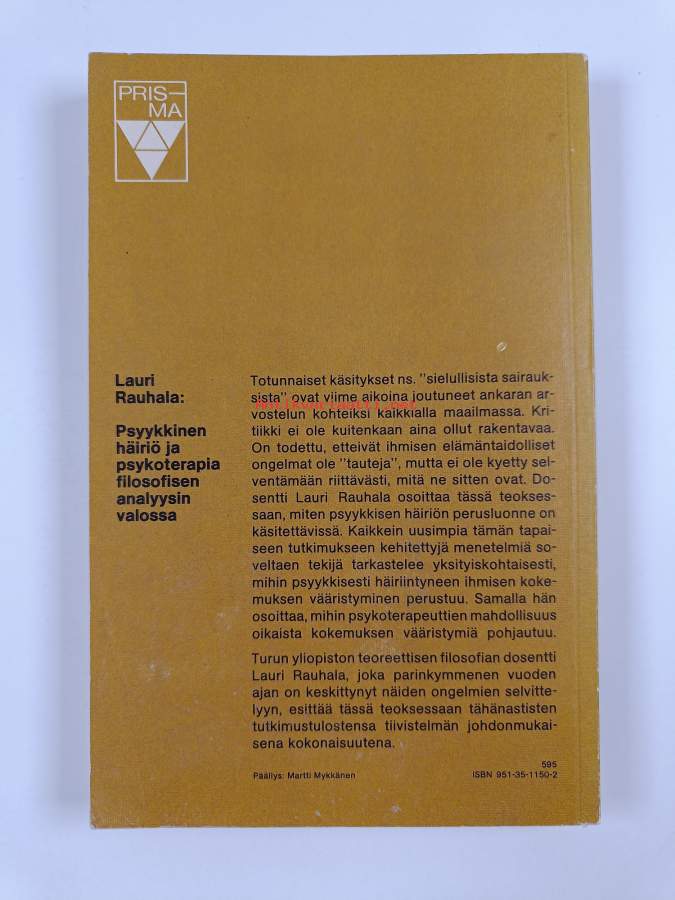 PRIS—
MA
Lauri
Rauhala:
Psyykkinen
häiriö ja
psykoterapia
filosofisen
analyysin
valossa
Totunnaiset käsitykset ns. "sielullisista sairauk-
sista" ovat viime aikoina joutuneet ankaran ar-
vostelun kohteiksi kaikkialla maailmassa. Kri-
tiikki ei ole kuitenkaan aina ollut rakentavaa.
On todettu, etteivät ihmisen elämäntaidolliset
ongelmat ole "tauteja", mutta ei ole kyetty sel-
ventämään riittävästi, mitä ne sitten ovat. Do-
sentti Lauri Rauhala osoittaa tässä teokses-
saan, miten psyykkisen häiriön perusluonne on
käsitettävissä. Kaikkein uusimpia tämän tapai-
seen tutkimukseen kehitettyjä menetelmiä so-
veltaen tekijä tarkastelee yksityiskohtaisesti,
mihin psyykkisesti häiriintyneen ihmisen koke-
muksen vääristyminen perustuu. Samalla hän
osoittaa, mihin psykoterapeuttien mahdollisuus
oikaista kokemuksen vääristymiä pohjautuu.
Turun yliopiston teoreettisen filosofian dosentti
Lauri Rauhala, joka parinkymmenen vuoden
ajan on keskittynyt näiden ongelmien selvitte-
lyyn, esittää tässä teoksessaan tähänastisten
tutkimustulostensa tiivistelmän johdonmukai-
sena kokonaisuutena.
595
Päällys: Martti Mykkänen
ISBN 951-35-1150-2